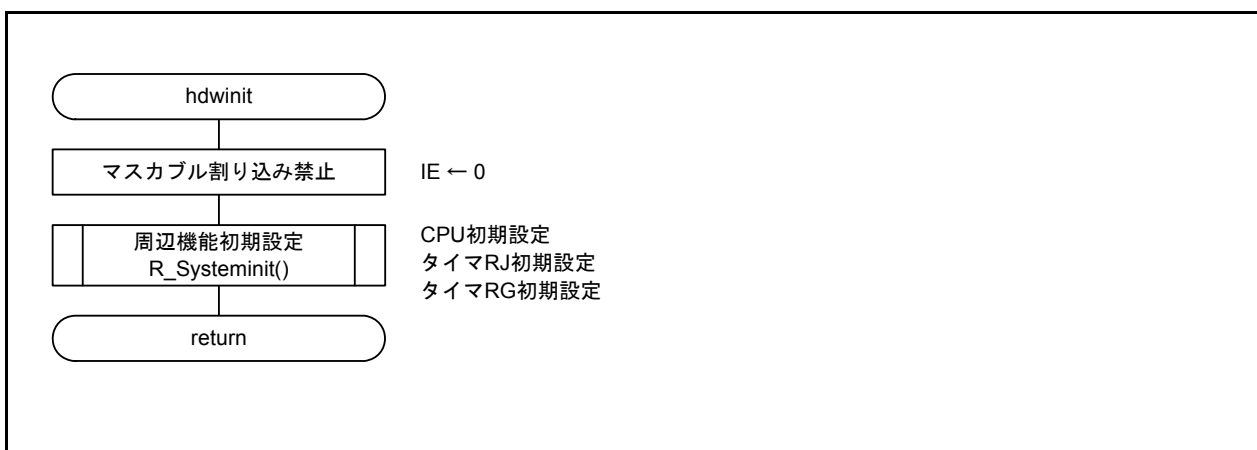 hdwinit
マスカブル割り込み禁止
IE ← 0
周辺機能初期設定
R_Systeminit()
CPU初期設定
タイマRJ初期設定
タイマRG初期設定
return